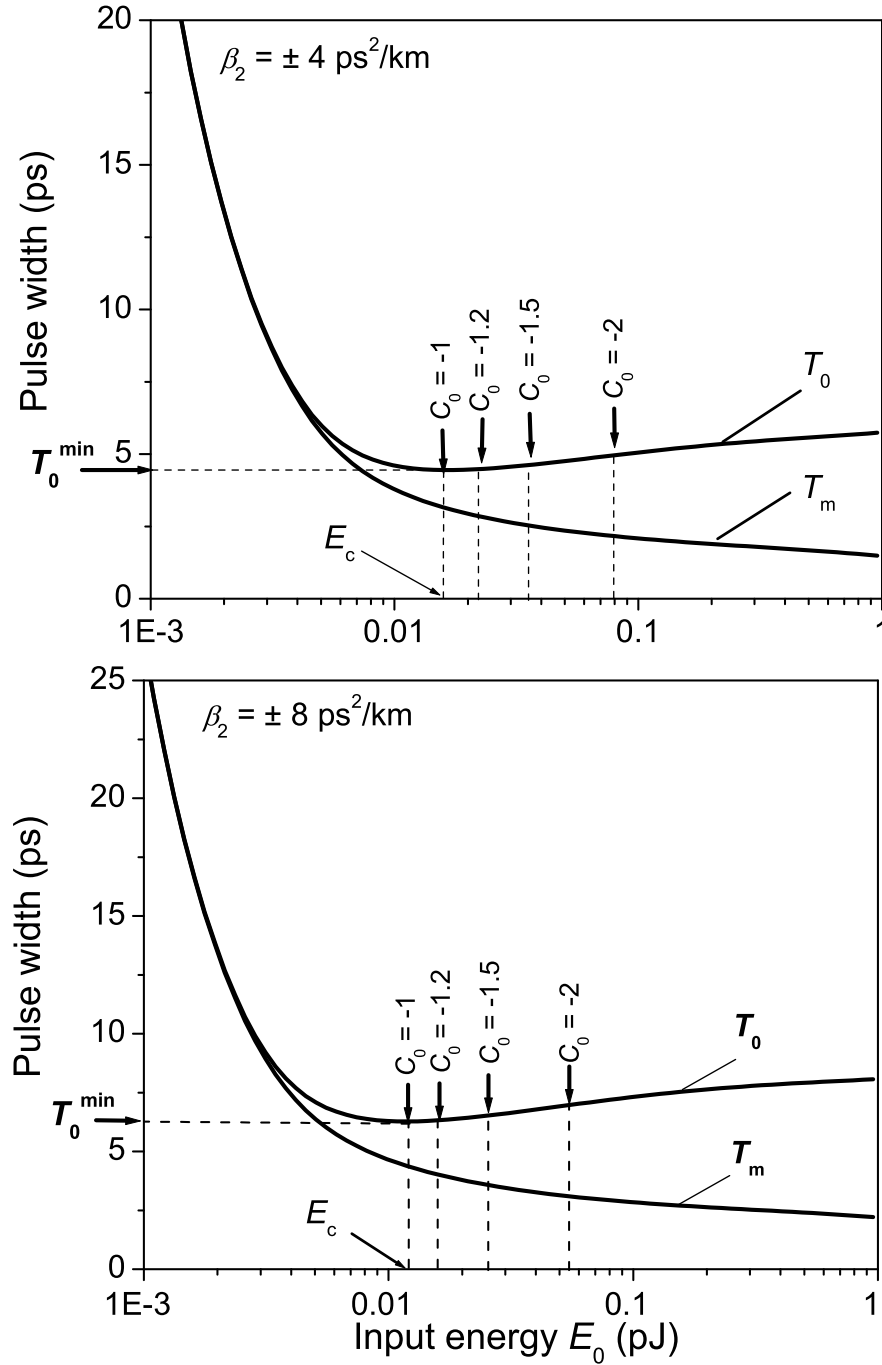 20
β₂ = ± 4 ps²/km
15
Pulse width (ps)
10
C₀ = -1
C₀ = -1.2
C₀ = -1.5
C₀ = -2
T₀
T₀ᵐⁱⁿ
5
Tₘ
E꜀
0
1E-3
0.01
0.1
1
25
β₂ = ± 8 ps²/km
20
15
Pulse width (ps)
10
C₀ = -1
C₀ = -1.2
C₀ = -1.5
C₀ = -2
T₀
T₀ᵐⁱⁿ
5
Tₘ
E꜀
0
1E-3
0.01
0.1
1
Input energy E₀ (pJ)